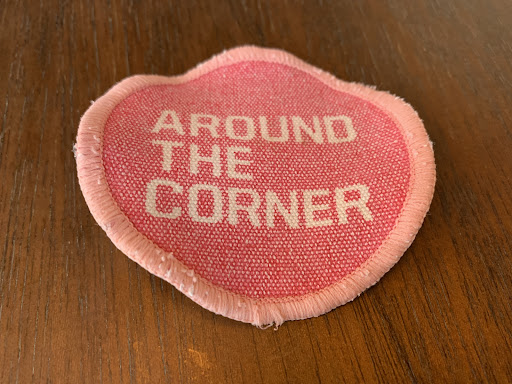 AROUND
THE
CORNER